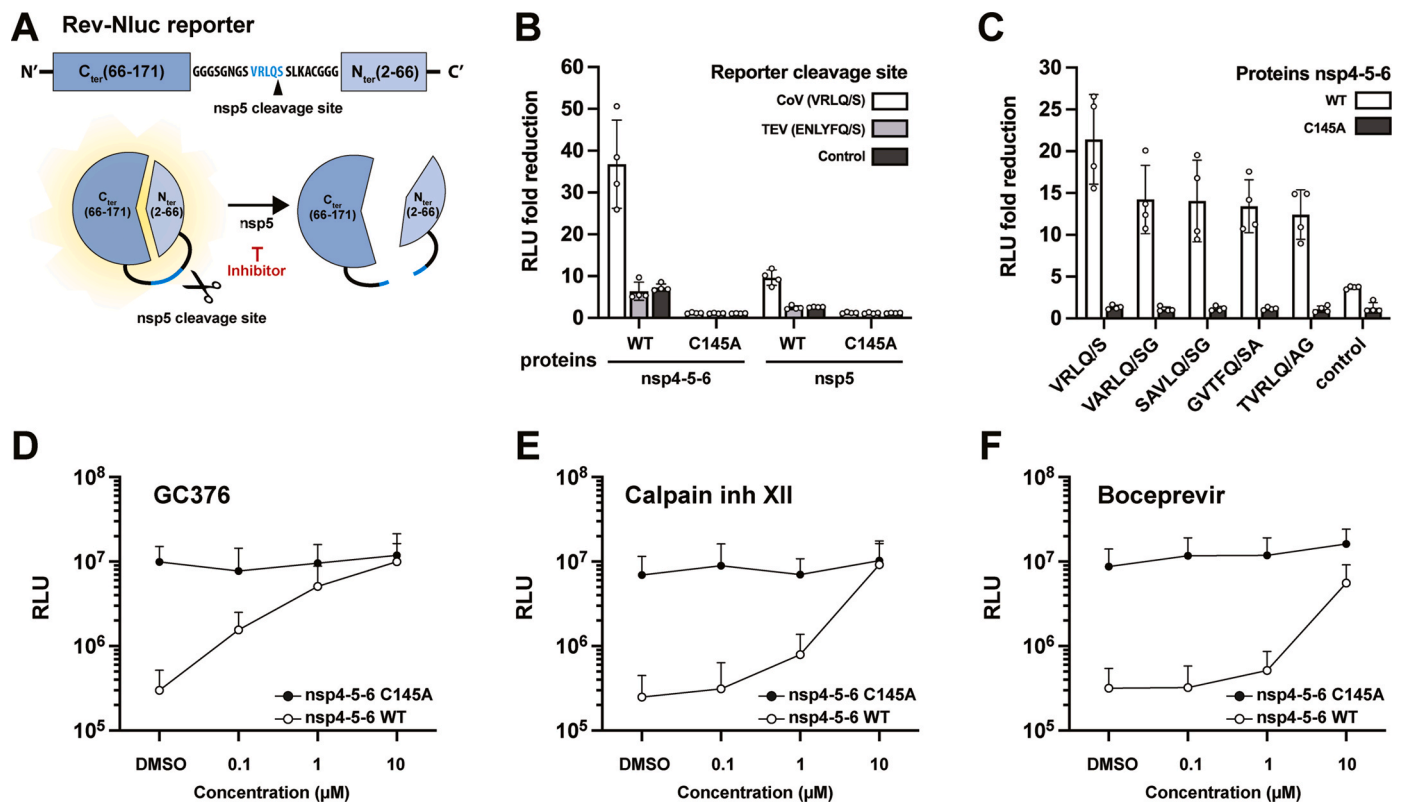 A
Rev-Nluc reporter
N' Cter(66-171) GGGSGNGS VRLQS SLKACGGG Nter(2-66) C'
nsp5 cleavage site
Cter
(66-171)
Nter
(2-66)
nsp5
Inhibitor
nsp5 cleavage site
Cter
(66-171)
Nter
(2-66)
B
Reporter cleavage site
CoV (VRLQ/S)
TEV (ENLYFQ/S)
Control
RLU fold reduction
60
50
40
30
20
10
0
WT C145A WT C145A
proteins
nsp4-5-6 nsp5
C
Proteins nsp4-5-6
WT
C145A
RLU fold reduction
30
25
20
15
10
5
0
VRLQ/S
VARLQ/SG
SAVLQ/SG
GVTFQ/SA
TVRLQ/AG
control
D
GC376
RLU
10⁸
10⁷
10⁶
10⁵
nsp4-5-6 C145A
nsp4-5-6 WT
DMSO 0.1 1 10
Concentration (µM)
E
Calpain inh XII
RLU
10⁸
10⁷
10⁶
10⁵
nsp4-5-6 C145A
nsp4-5-6 WT
DMSO 0.1 1 10
Concentration (µM)
F
Boceprevir
RLU
10⁸
10⁷
10⁶
10⁵
nsp4-5-6 C145A
nsp4-5-6 WT
DMSO 0.1 1 10
Concentration (µM)